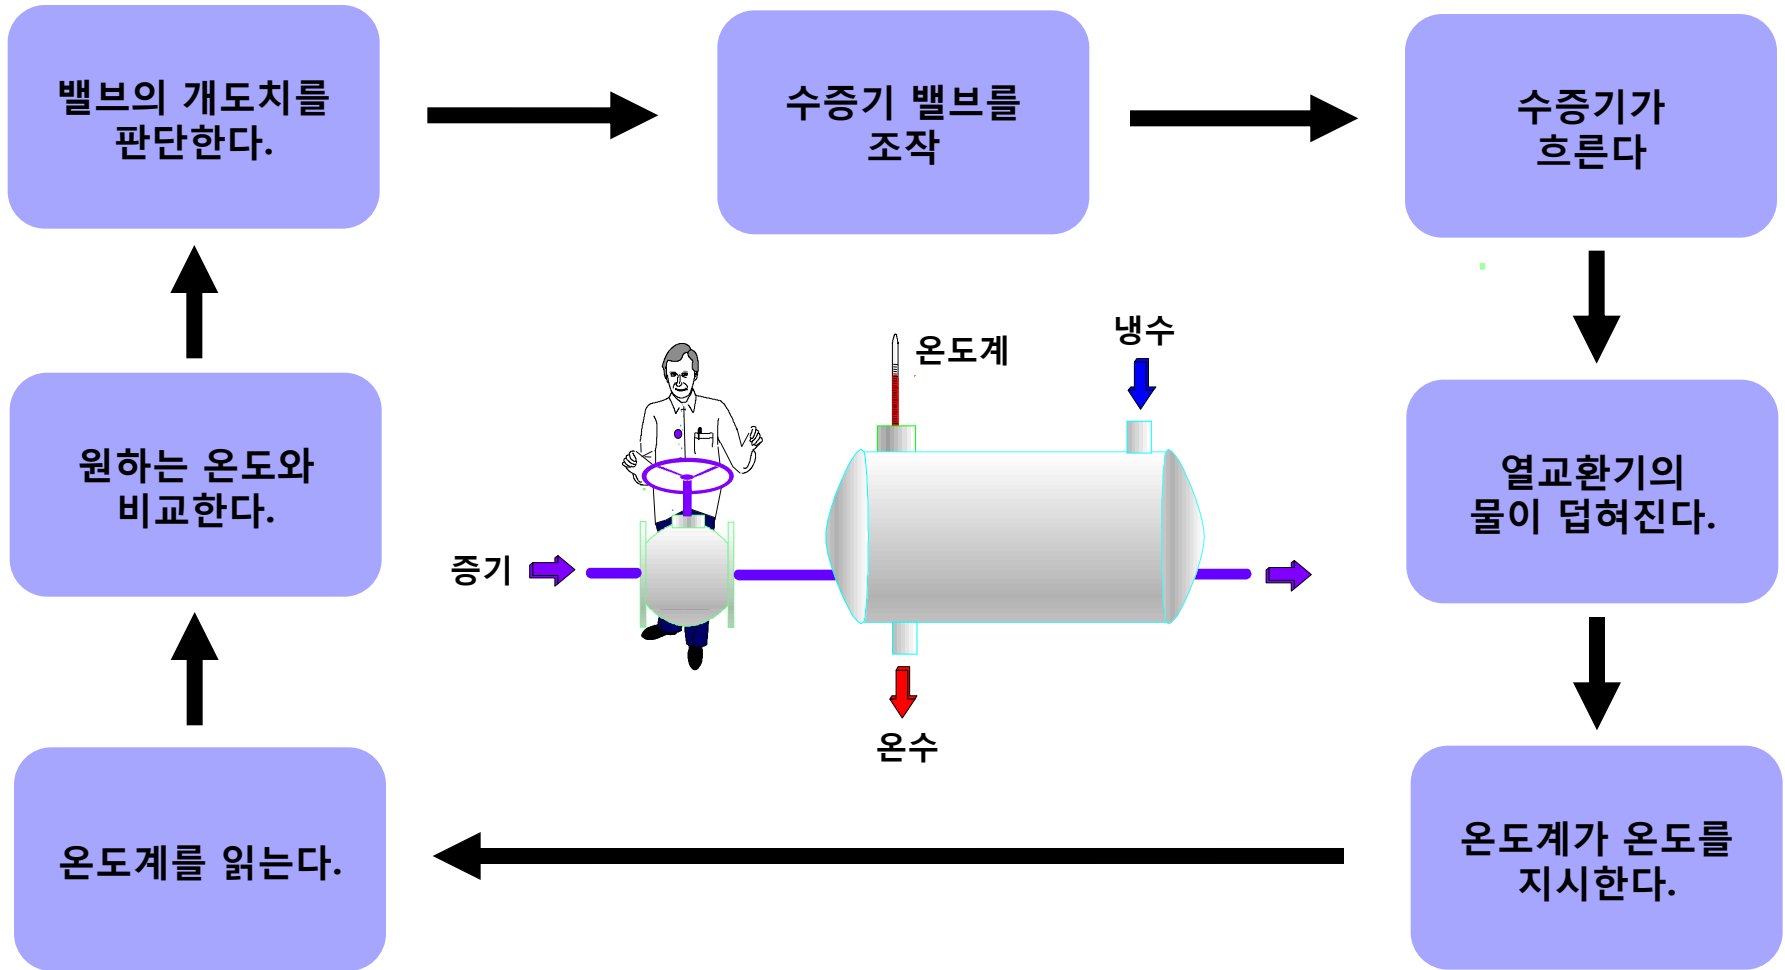 밸브의 개도치를
판단한다.
수증기 밸브를
조작
수증기가
흐른다
냉수
온도계
원하는 온도와
비교한다.
열교환기의
물이 덥혀진다.
증기
온수
온도계를 읽는다.
온도계가 온도를
지시한다.